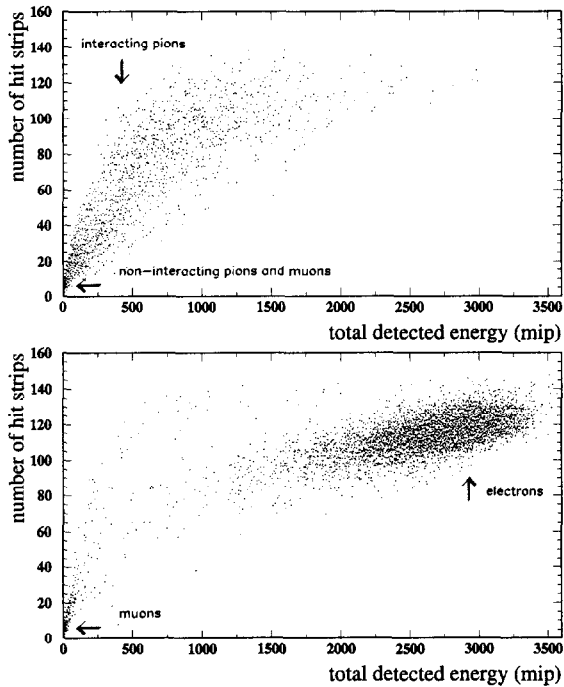 number of hit strips
160
140
120
100
80
60
40
20
0
interacting pions
non-interacting pions and muons
0 500 1000 1500 2000 2500 3000 3500
total detected energy (mip)
number of hit strips
160
140
120
100
80
60
40
20
0
electrons
muons
0 500 1000 1500 2000 2500 3000 3500
total detected energy (mip)